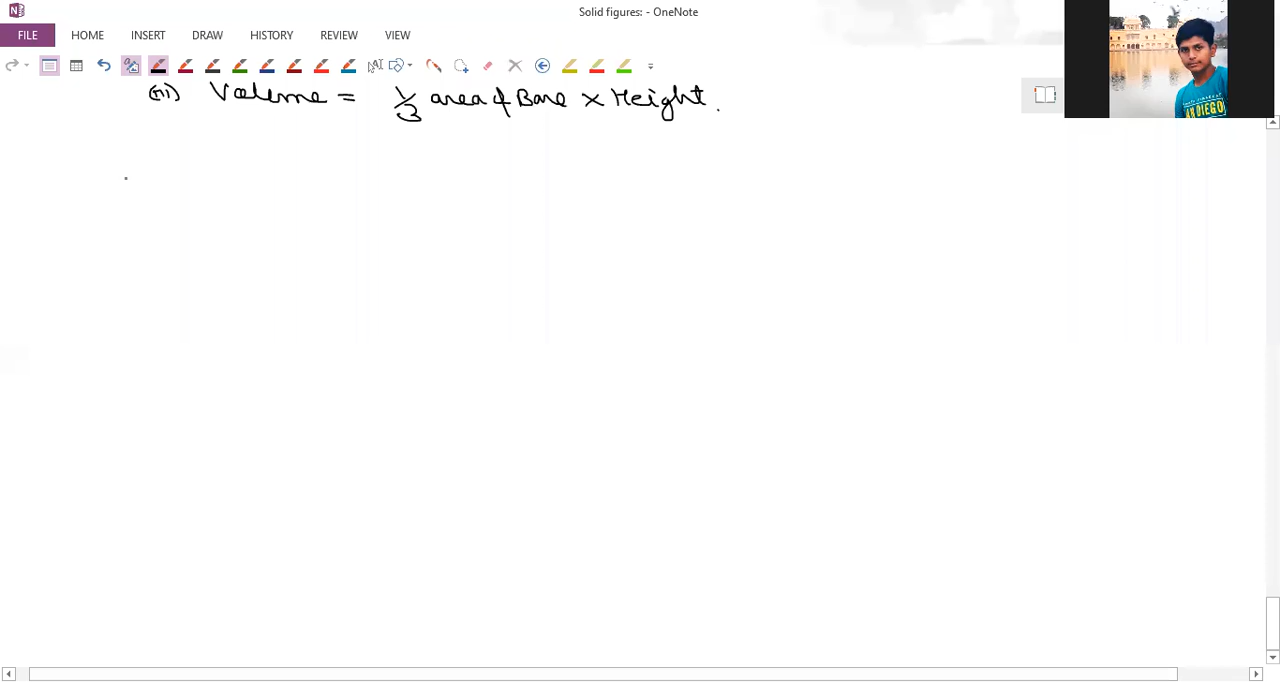 Solid figures: - OneNote
FILE HOME INSERT DRAW HISTORY REVIEW VIEW
(iii) Volume = 1/3 area of Base × Height.
AN DIEGO